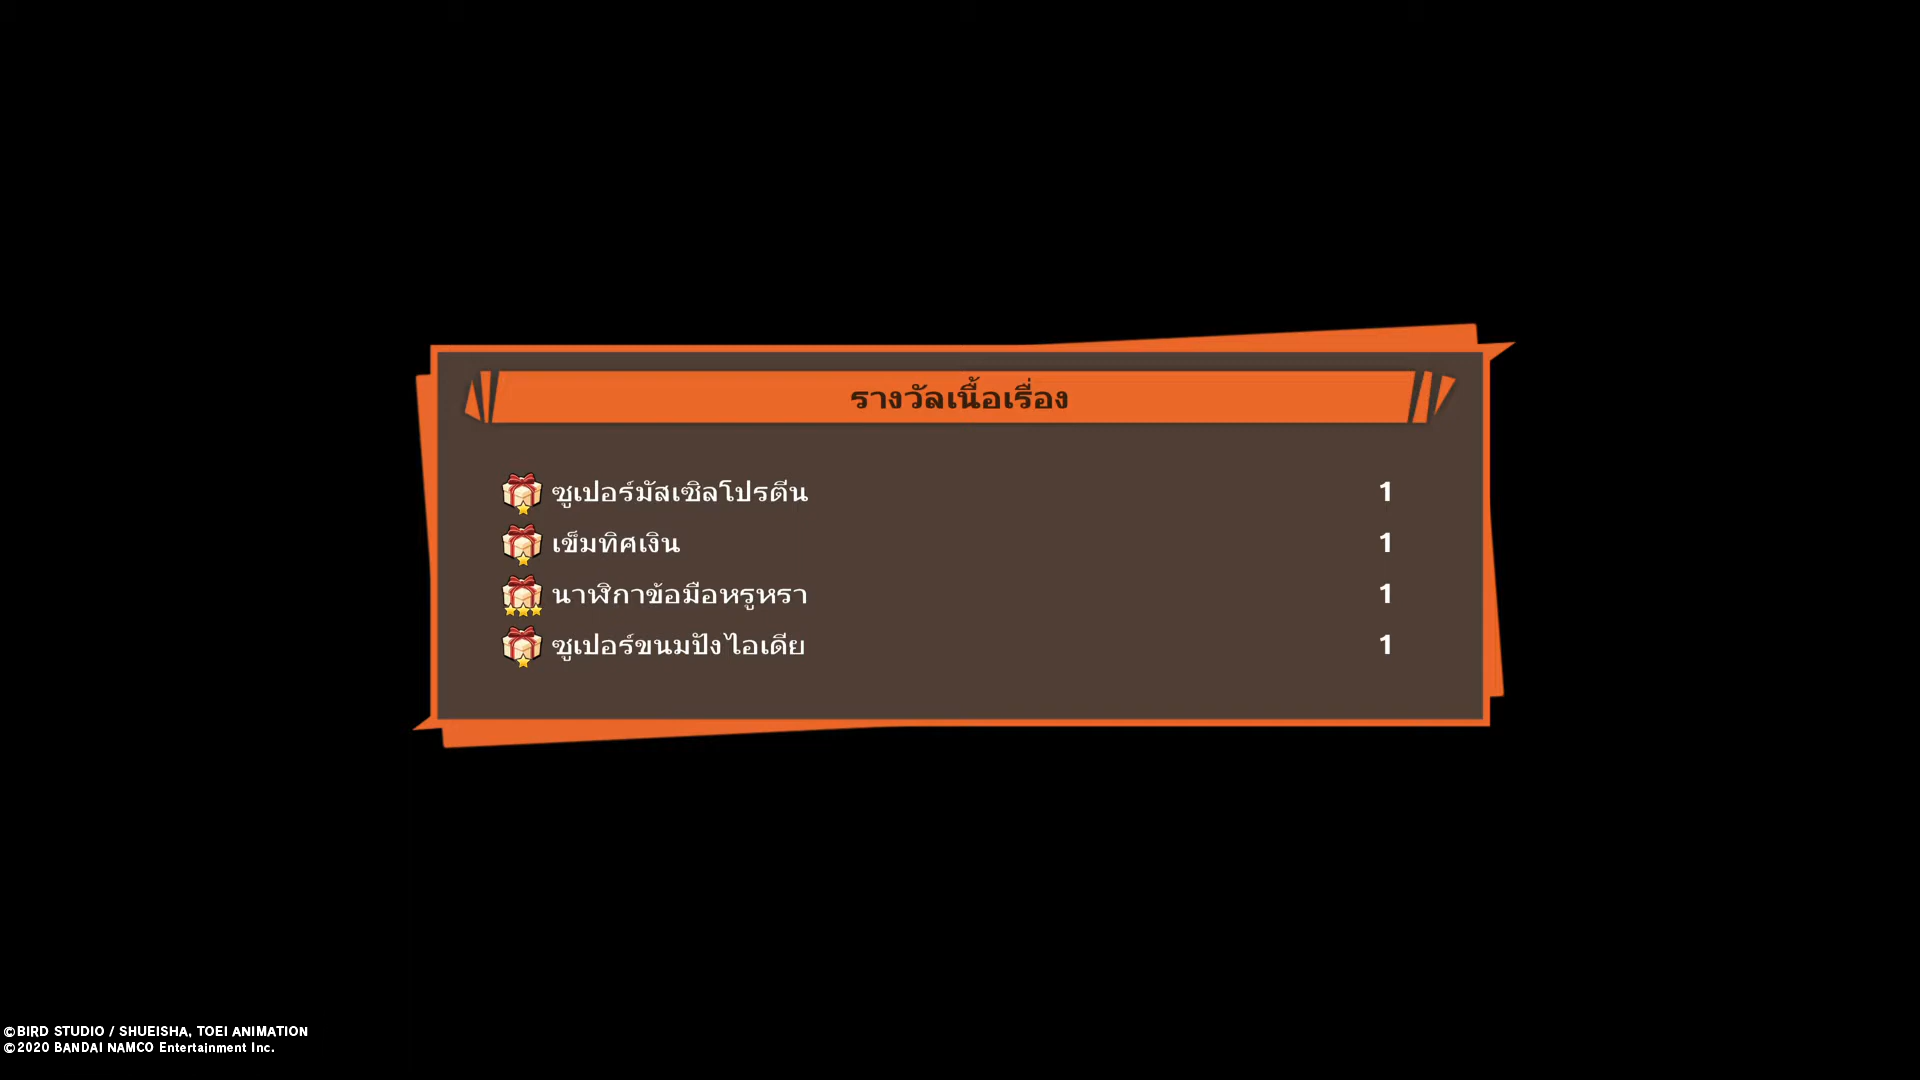 รางวัลเนื้อเรื่อง
ซูเปอร์มัสเซิลโปรตีน 1
เข็มทิศเงิน 1
นาฬิกาข้อมือหรูหรา 1
ซูเปอร์ขนมปังไอเดีย 1
©BIRD STUDIO / SHUEISHA, TOEI ANIMATION
©2020 BANDAI NAMCO Entertainment Inc.